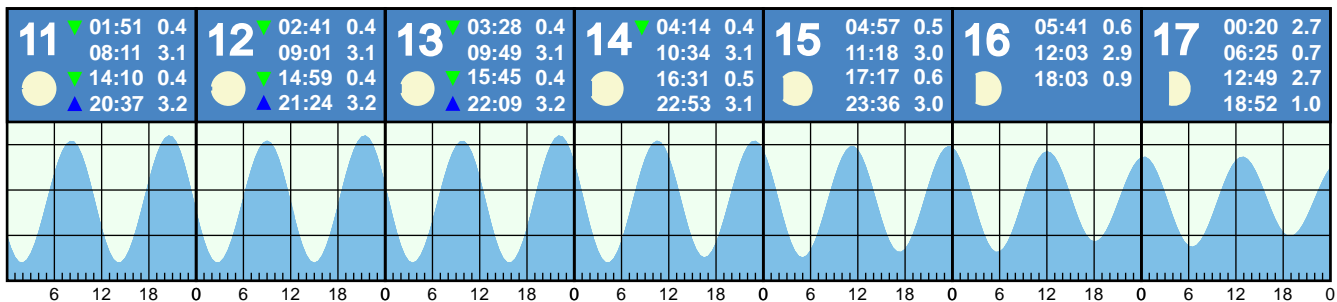 11 ▼ 01:51 0.4
08:11 3.1
▼ 14:10 0.4
▲ 20:37 3.2
12 ▼ 02:41 0.4
09:01 3.1
▼ 14:59 0.4
▲ 21:24 3.2
13 ▼ 03:28 0.4
09:49 3.1
▼ 15:45 0.4
▲ 22:09 3.2
14 ▼ 04:14 0.4
10:34 3.1
16:31 0.5
22:53 3.1
15 04:57 0.5
11:18 3.0
17:17 0.6
23:36 3.0
16 05:41 0.6
12:03 2.9
18:03 0.9
17 00:20 2.7
06:25 0.7
12:49 2.7
18:52 1.0
6 12 18 0 6 12 18 0 6 12 18 0 6 12 18 0 6 12 18 0 6 12 18 0 6 12 18 0